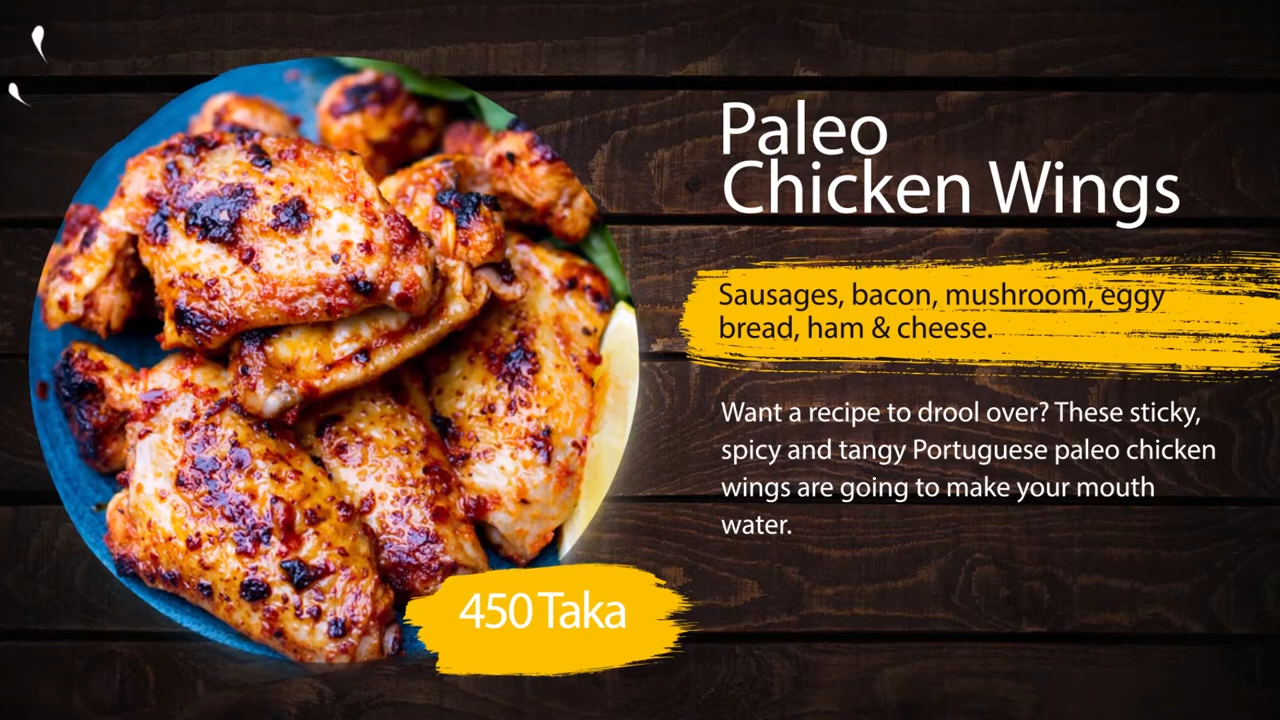 Paleo
Chicken Wings
Sausages, bacon, mushroom, eggy
bread, ham & cheese.
Want a recipe to drool over? These sticky,
spicy and tangy Portuguese paleo chicken
wings are going to make your mouth
water.
450 Taka